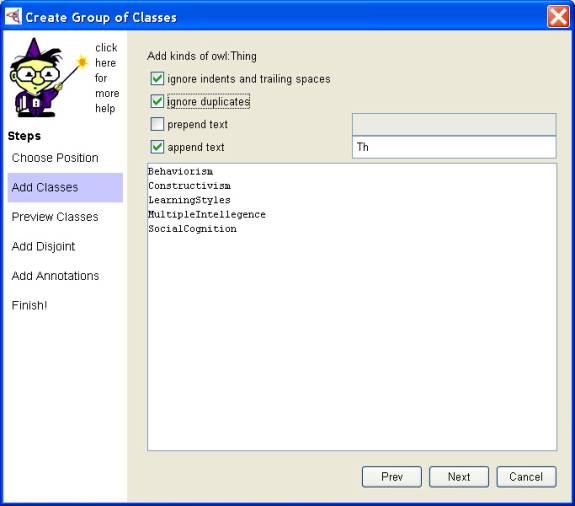 Create Group of Classes
click
here
for
more
help
Steps
Choose Position
Add Classes
Preview Classes
Add Disjoint
Add Annotations
Finish!
Add kinds of owl:Thing
ignore indents and trailing spaces
ignore duplicates
prepend text
append text Th
Behaviorism
Constructivism
LearningStyles
MultipleIntellegence
SocialCognition
Prev Next Cancel